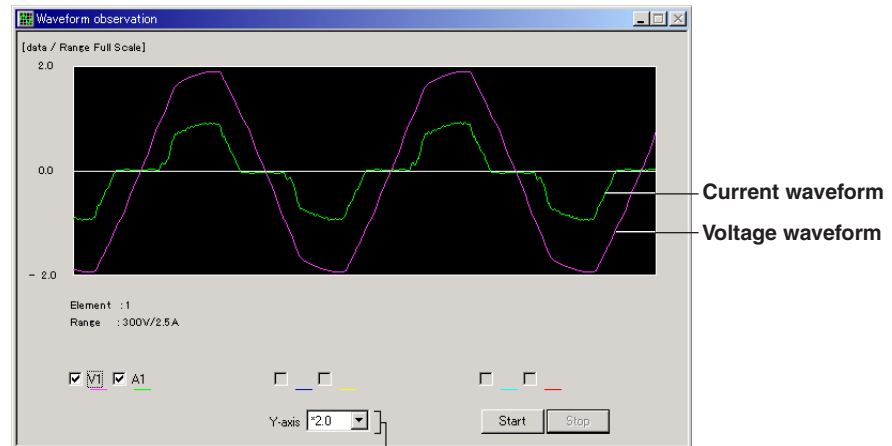 Waveform observation
[data / Range Full Scale]
2.0
0.0
- 2.0
Current waveform
Voltage waveform
Element :1
Range :300V/2.5A
V1 A1
Y-axis *2.0 Start Stop